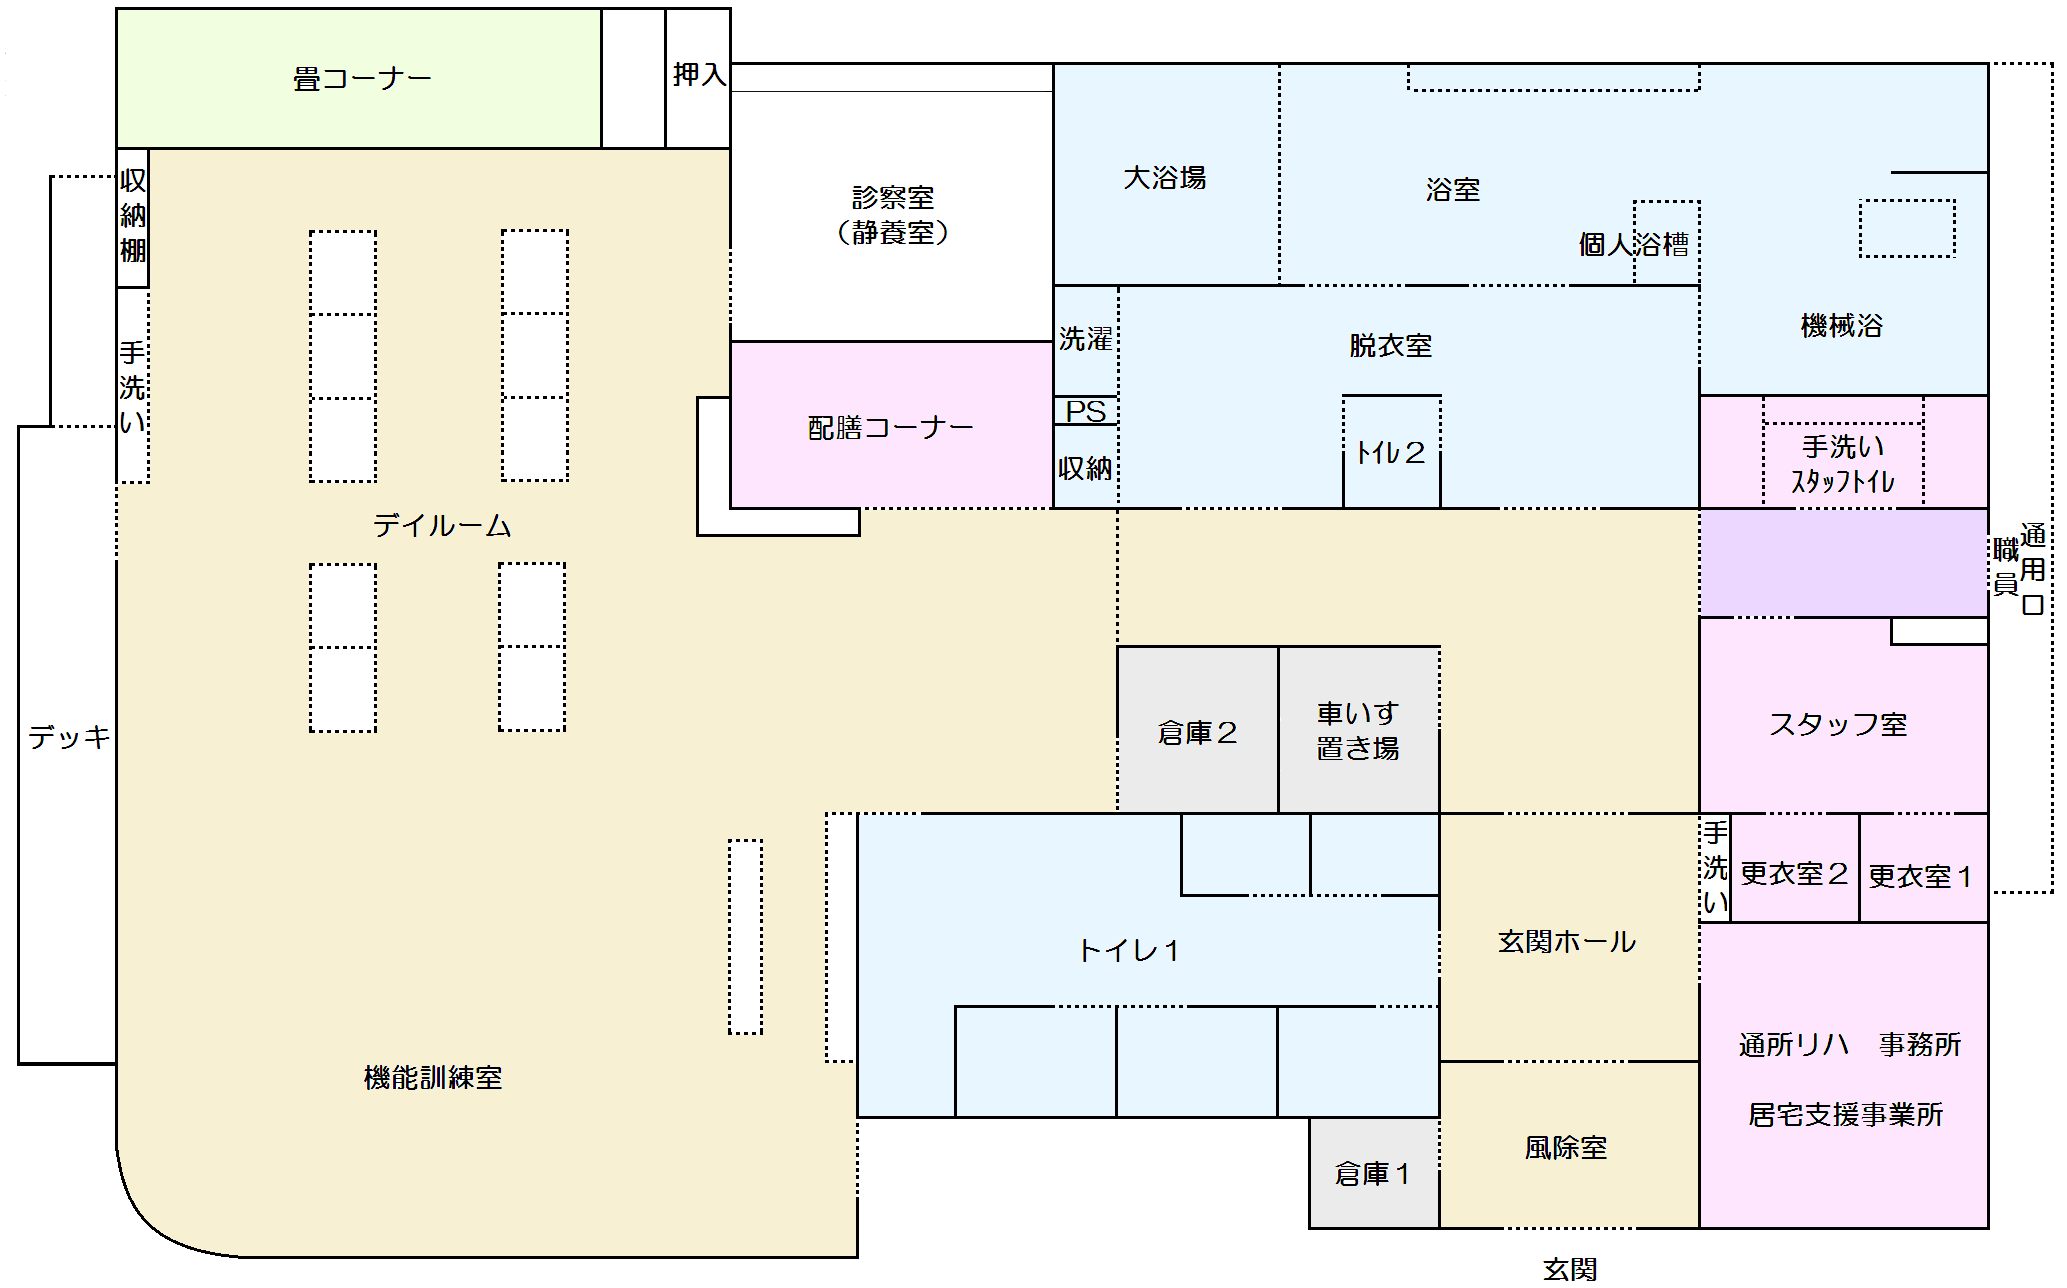 畳コーナー
押入
収納棚
診察室
（静養室）
大浴場
浴室
個人浴槽
機械浴
手洗い
洗濯
脱衣室
PS
配膳コーナー
収納
ﾄｲﾚ２
手洗い
ｽﾀｯﾌﾄｲﾚ
デイルーム
職員
通用口
デッキ
倉庫２
車いす
置き場
スタッフ室
手洗い
更衣室２
更衣室１
トイレ１
玄関ホール
機能訓練室
通所リハ　事務所
居宅支援事業所
風除室
倉庫１
玄関